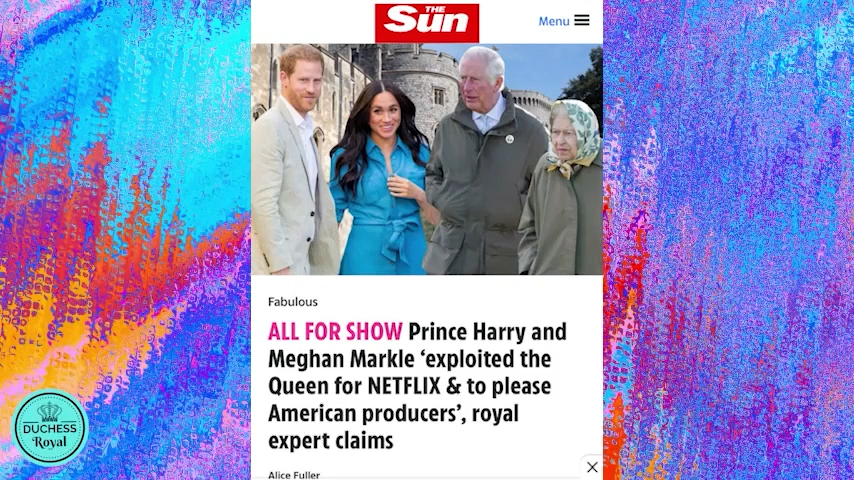 THE
Sun
Menu
Fabulous
ALL FOR SHOW Prince Harry and
Meghan Markle ‘exploited the
Queen for NETFLIX & to please
American producers’, royal
expert claims
Alice Fuller
DUCHESS
Royal